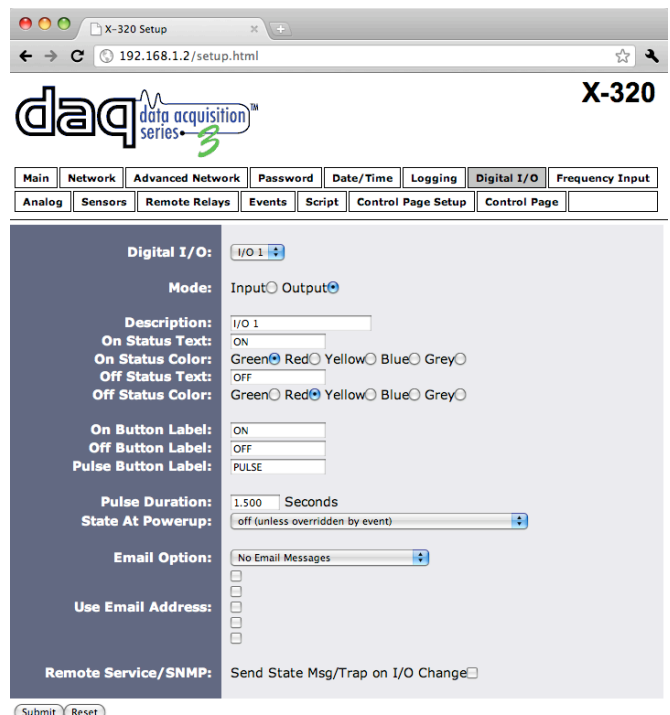 X-320 Setup
192.168.1.2/setup.html
daq data acquisition series 3 TM
X-320
Main Network Advanced Network Password Date/Time Logging Digital I/O Frequency Input
Analog Sensors Remote Relays Events Script Control Page Setup Control Page
Digital I/O: I/O 1
Mode: Input Output
Description: I/O 1
On Status Text: ON
On Status Color: Green Red Yellow Blue Grey
Off Status Text: OFF
Off Status Color: Green Red Yellow Blue Grey
On Button Label: ON
Off Button Label: OFF
Pulse Button Label: PULSE
Pulse Duration: 1.500 Seconds
State At Powerup: off (unless overridden by event)
Email Option: No Email Messages
Use Email Address:
Remote Service/SNMP: Send State Msg/Trap on I/O Change
Submit Reset